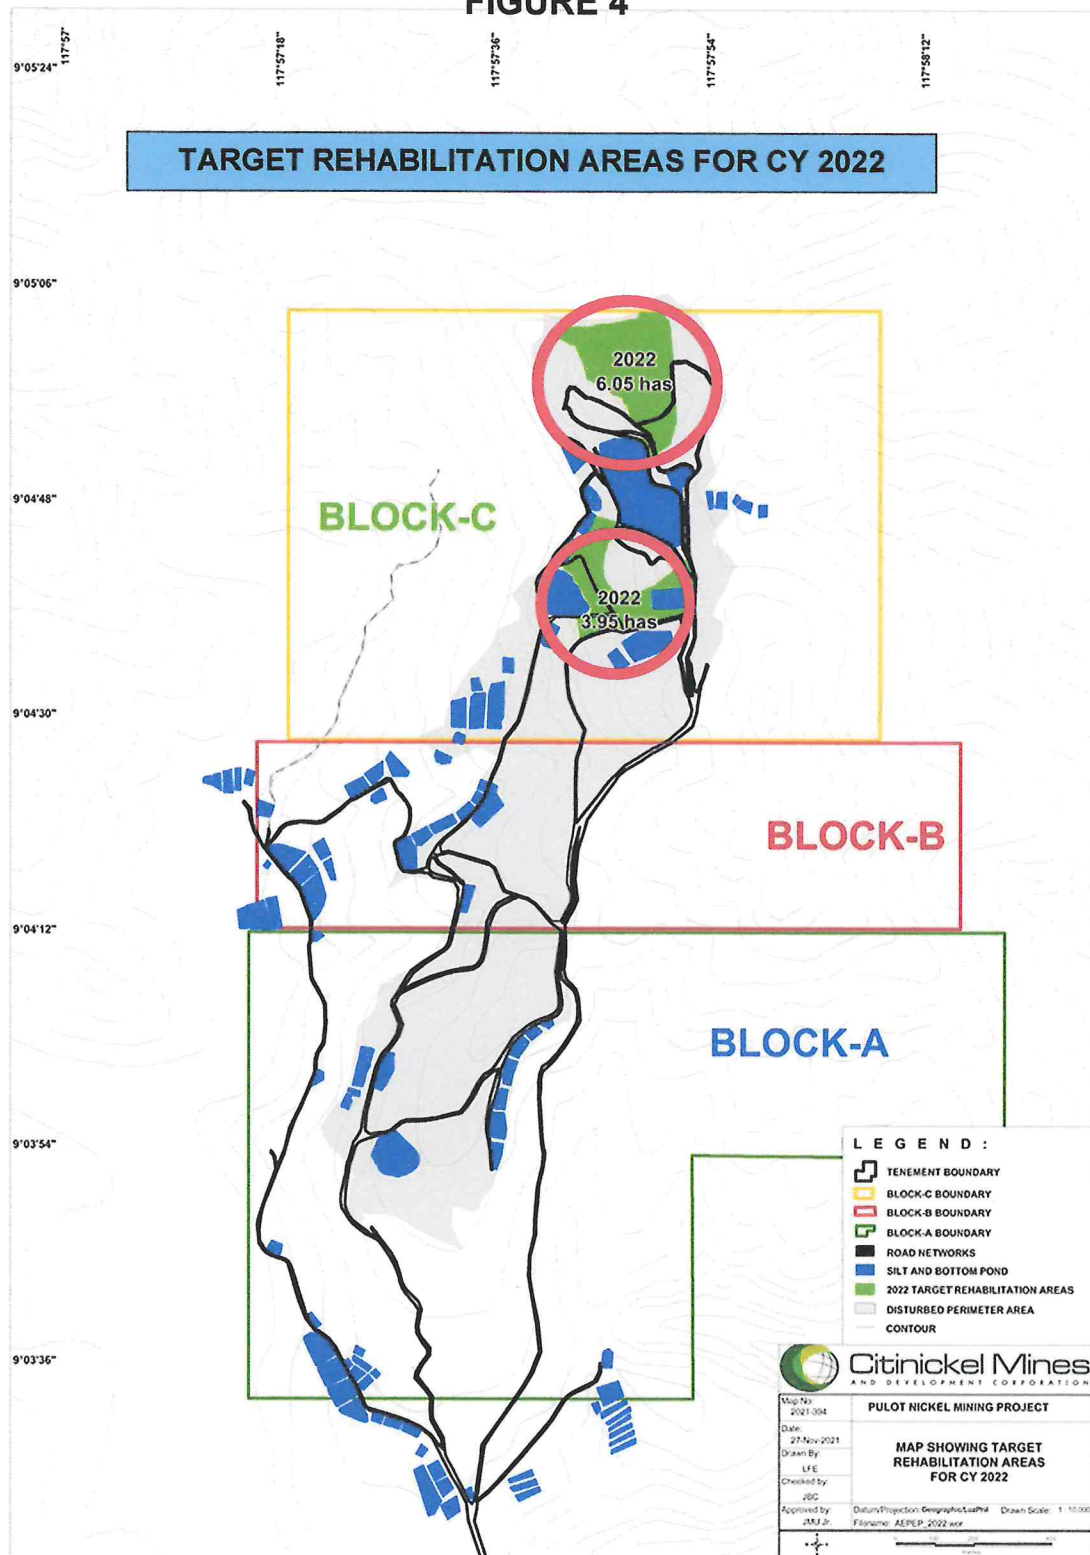 FIGURE 4
117°57'
117°57'18"
117°57'36"
117°57'54"
117°58'12"
9°05'24"
TARGET REHABILITATION AREAS FOR CY 2022
9°05'06"
2022
6.05 has
9°04'48"
BLOCK-C
2022
3.95 has
9°04'30"
BLOCK-B
9°04'12"
BLOCK-A
9°03'54"
9°03'36"
LEGEND:
TENEMENT BOUNDARY
BLOCK-C BOUNDARY
BLOCK-B BOUNDARY
BLOCK-A BOUNDARY
ROAD NETWORKS
SILT AND BOTTOM POND
2022 TARGET REHABILITATION AREAS
DISTURBED PERIMETER AREA
CONTOUR
Citinickel Mines
AND DEVELOPMENT CORPORATION
Map No:
2021-394
PULOT NICKEL MINING PROJECT
Date:
27-Nov-2021
Drawn By:
LFE
Checked by:
JBC
MAP SHOWING TARGET
REHABILITATION AREAS
FOR CY 2022
Approved by:
JMU Jr.
Datum/Projection: Geographic/LuzPhil Drawn Scale: 1:10,000
Filename: AEPEP_2022.wor